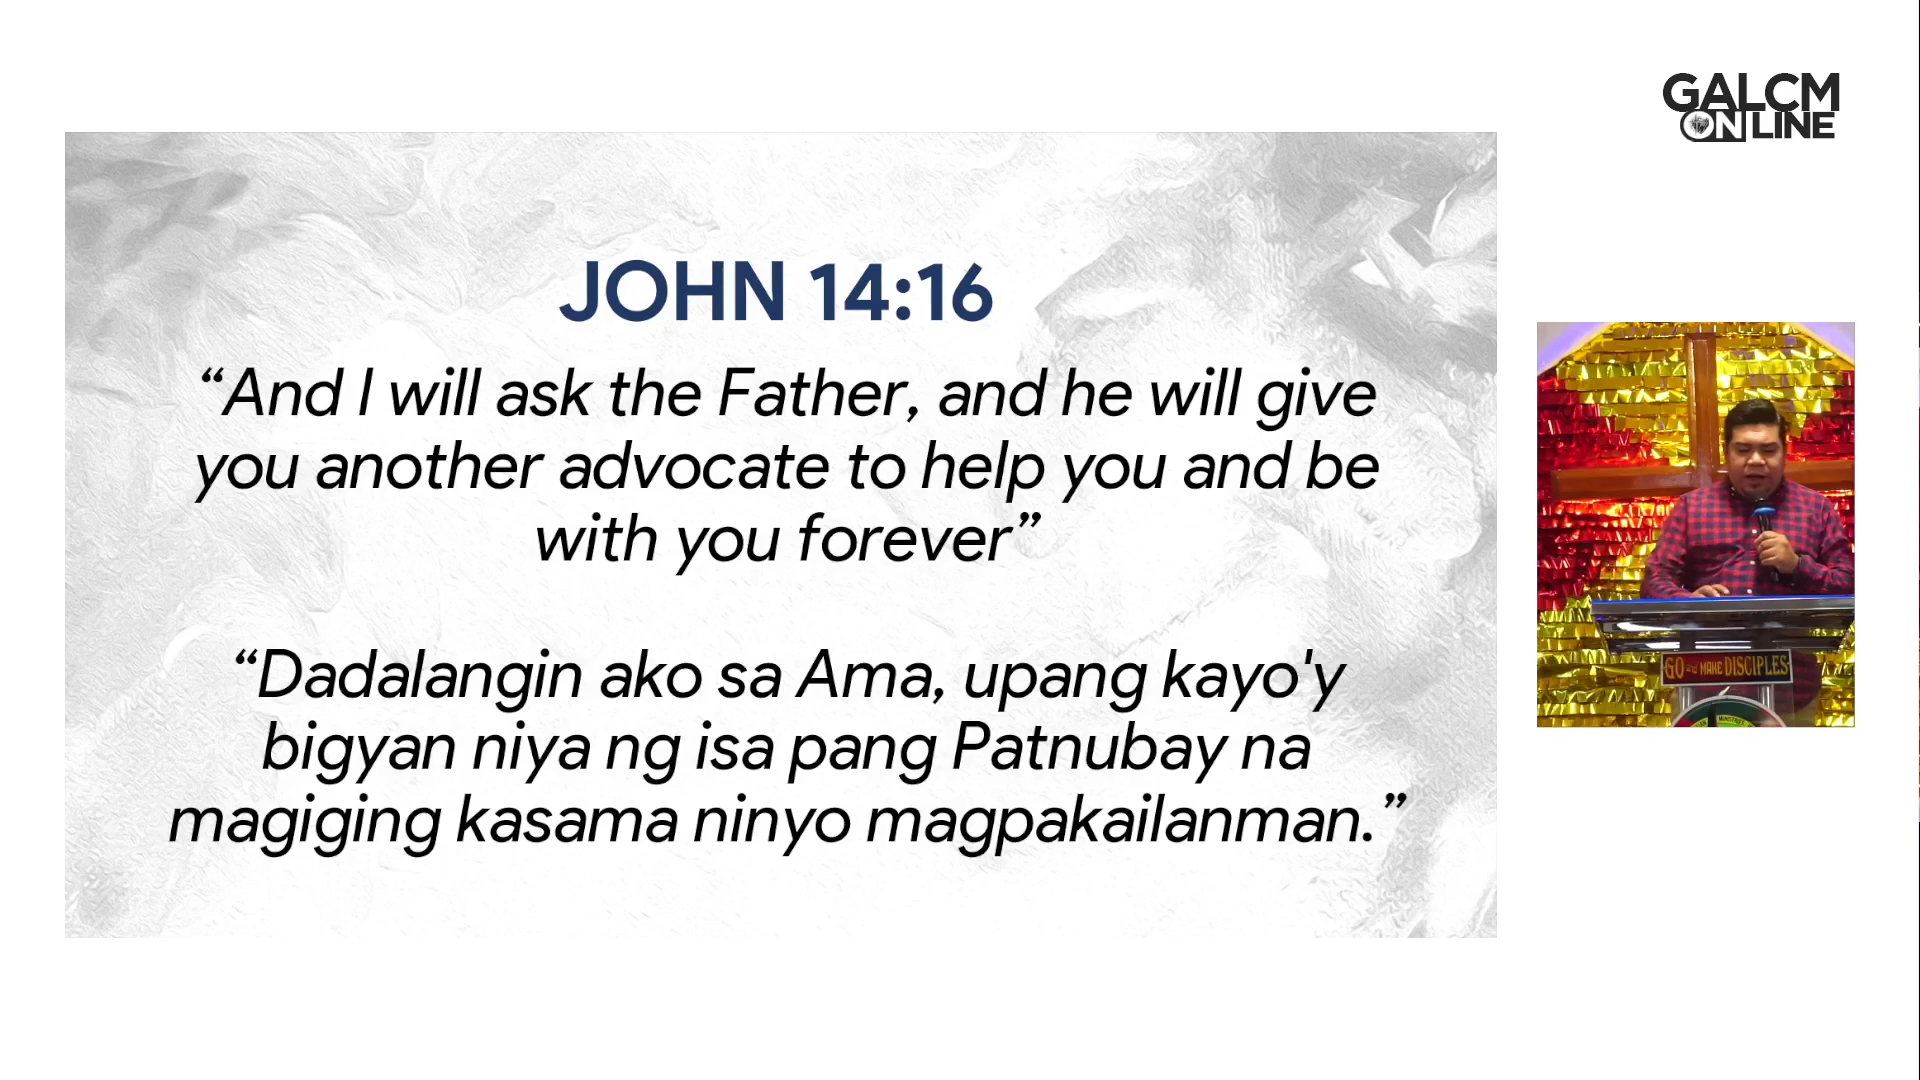 GALCM
ONLINE
JOHN 14:16
“And I will ask the Father, and he will give
you another advocate to help you and be
with you forever”
“Dadalangin ako sa Ama, upang kayo'y
bigyan niya ng isa pang Patnubay na
magiging kasama ninyo magpakailanman.”
GO and MAKE DISCIPLES